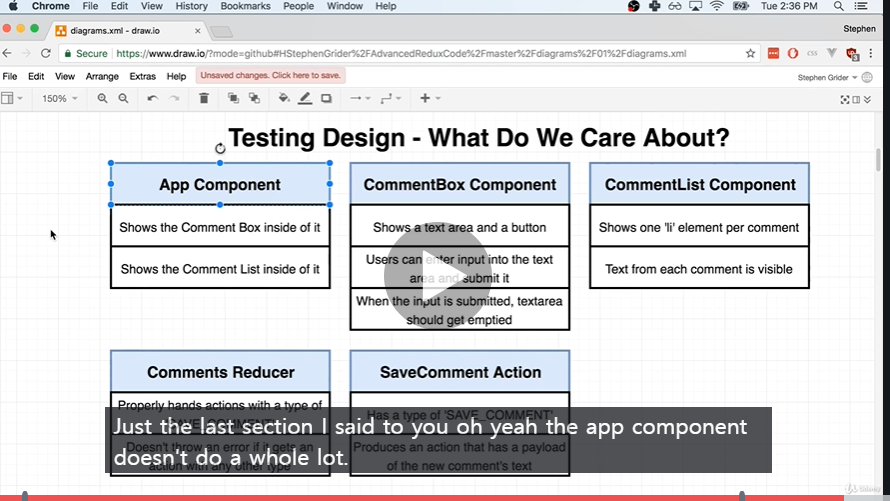 Chrome File Edit View History Bookmarks People Window Help Tue 2:36 PM
diagrams.xml - draw.io Stephen
Secure https://www.draw.io/?mode=github#HStephenGrider%2FAdvancedReduxCode%2Fmaster%2Fdiagrams%2F01%2Fdiagrams.xml
File Edit View Arrange Extras Help Unsaved changes. Click here to save. Stephen Grider
150%
Testing Design - What Do We Care About?
App Component
Shows the Comment Box inside of it
Shows the Comment List inside of it
CommentBox Component
Shows a text area and a button
Users can enter input into the text
area and submit it
When the input is submitted, textarea
should get emptied
CommentList Component
Shows one 'li' element per comment
Text from each comment is visible
Comments Reducer
Properly hands actions with a type of
'SAVE_COMMENT'
Doesn't throw an error if it gets an
action with any other type
SaveComment Action
Has a type of 'SAVE_COMMENT'
Produces an action that has a payload
of the new comment's text
Just the last section I said to you oh yeah the app component
doesn't do a whole lot.
Udemy